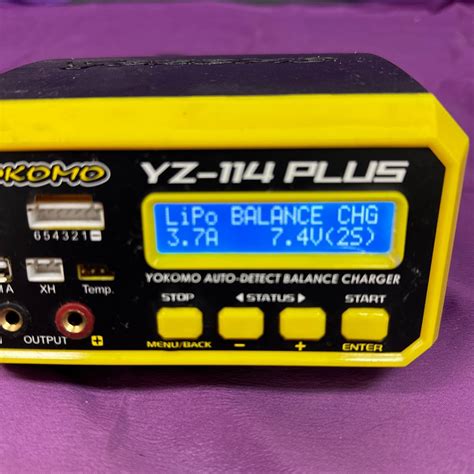 YOKOMO
YZ-114 PLUS
LiPo BALANCE CHG
3.7A 7.4V(2S)
654321
YOKOMO AUTO-DETECT BALANCE CHARGER
XH
Temp.
STOP
◀STATUS▶
START
OUTPUT
MENU/BACK
ENTER